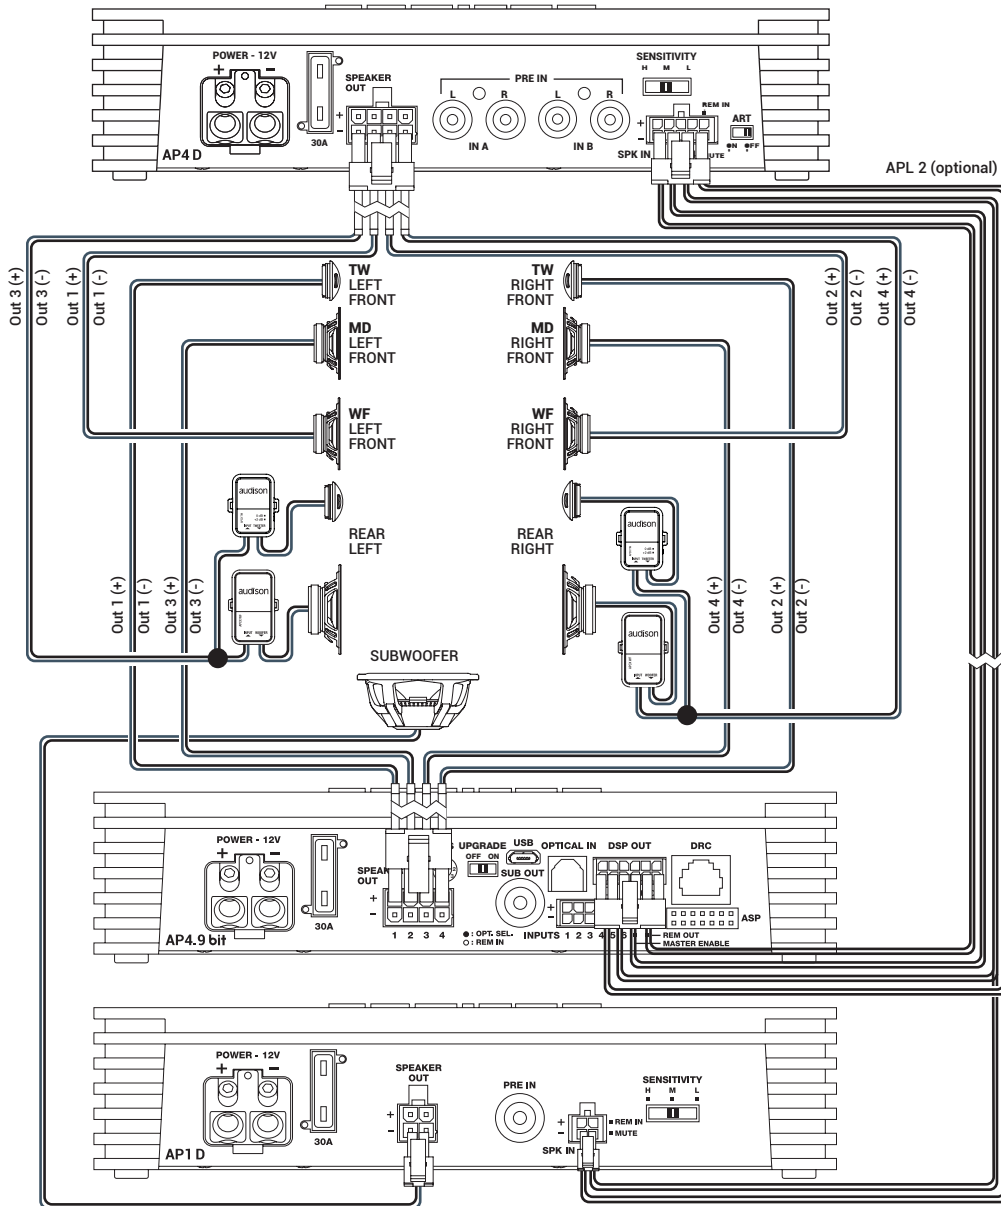 POWER - 12V
+ -
30A
SPEAKER
OUT
+
-
PRE IN
L R L R
IN A IN B
SENSITIVITY
H M L
REM IN
ART
ON OFF
+
-
SPK IN
MUTE
AP4 D
APL 2 (optional)
Out 3 (+)
Out 3 (-)
Out 1 (+)
Out 1 (-)
TW
LEFT
FRONT
TW
RIGHT
FRONT
Out 2 (+)
Out 2 (-)
Out 4 (+)
Out 4 (-)
MD
LEFT
FRONT
MD
RIGHT
FRONT
WF
LEFT
FRONT
WF
RIGHT
FRONT
audison
audison
REAR
LEFT
REAR
RIGHT
audison
audison
Out 1 (+)
Out 1 (-)
Out 3 (+)
Out 3 (-)
Out 4 (+)
Out 4 (-)
Out 2 (+)
Out 2 (-)
SUBWOOFER
POWER - 12V
+ -
30A
SPEAK
OUT
+
-
1 2 3 4
UPGRADE
OFF ON
USB
SUB OUT
OPTICAL IN
DSP OUT
DRC
+
-
ASP
● : OPT. SEL.
○ : REM IN
INPUTS 1 2 3 4 5 6
REM OUT
MASTER ENABLE
AP4.9 bit
POWER - 12V
+ -
30A
SPEAKER
OUT
+
-
PRE IN
SENSITIVITY
H M L
+
-
REM IN
MUTE
SPK IN
AP1 D